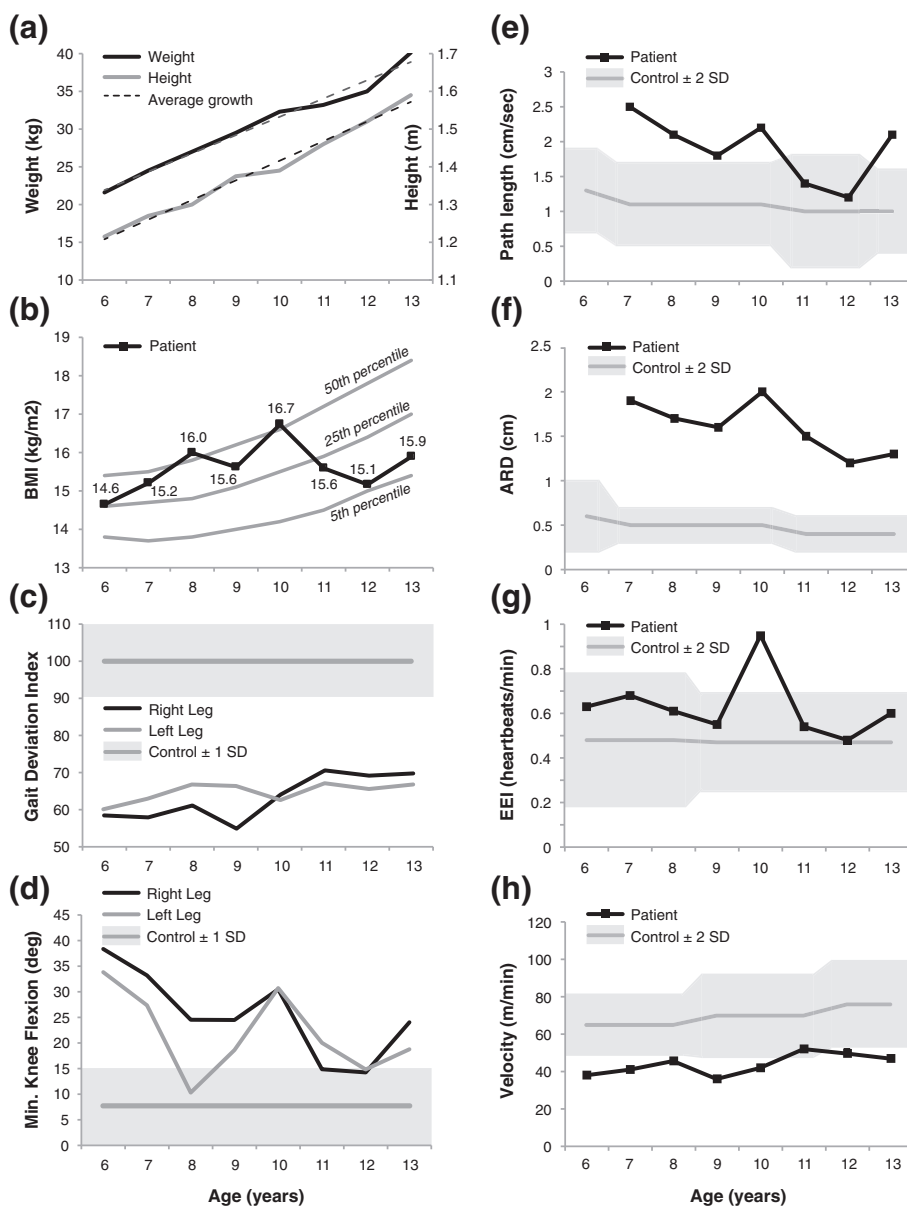 (a)
Weight
Height
Average growth
Weight (kg)
40
35
30
25
20
15
10
Height (m)
1.7
1.6
1.5
1.4
1.3
1.2
1.1
6 7 8 9 10 11 12 13
(b)
Patient
BMI (kg/m2)
19
18
17
16
15
14
13
50th percentile
25th percentile
5th percentile
14.6
15.2
16.0
15.6
16.7
15.6
15.1
15.9
6 7 8 9 10 11 12 13
(c)
Gait Deviation Index
110
100
90
80
70
60
50
Right Leg
Left Leg
Control ± 1 SD
6 7 8 9 10 11 12 13
(d)
Right Leg
Left Leg
Control ± 1 SD
Min. Knee Flexion (deg)
45
40
35
30
25
20
15
10
5
0
6 7 8 9 10 11 12 13
Age (years)
(e)
Patient
Control ± 2 SD
Path length (cm/sec)
3
2.5
2
1.5
1
0.5
0
6 7 8 9 10 11 12 13
(f)
Patient
Control ± 2 SD
ARD (cm)
2.5
2
1.5
1
0.5
0
6 7 8 9 10 11 12 13
(g)
Patient
Control ± 2 SD
EEI (heartbeats/min)
1
0.8
0.6
0.4
0.2
0
6 7 8 9 10 11 12 13
(h)
Patient
Control ± 2 SD
Velocity (m/min)
120
100
80
60
40
20
0
6 7 8 9 10 11 12 13
Age (years)